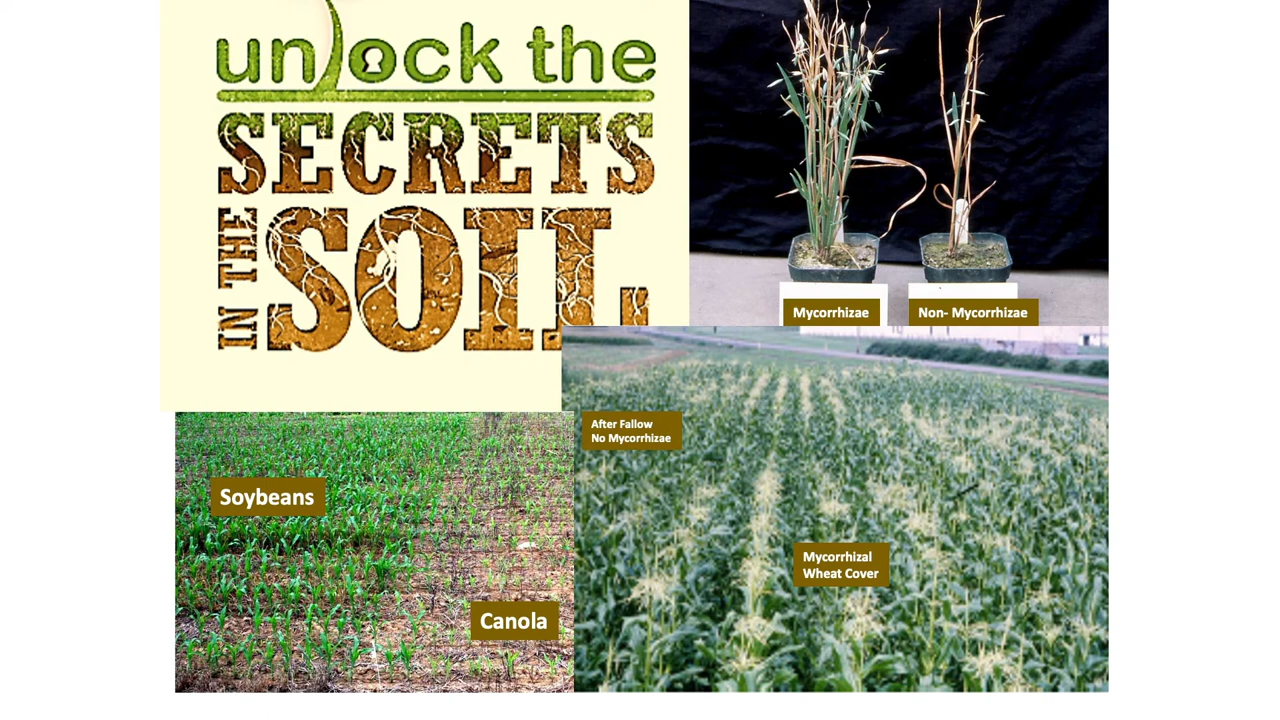 unlock the
SECRETS
IN THE
SOIL
Mycorrhizae
Non- Mycorrhizae
After Fallow
No Mycorrhizae
Soybeans
Mycorrhizal
Wheat Cover
Canola